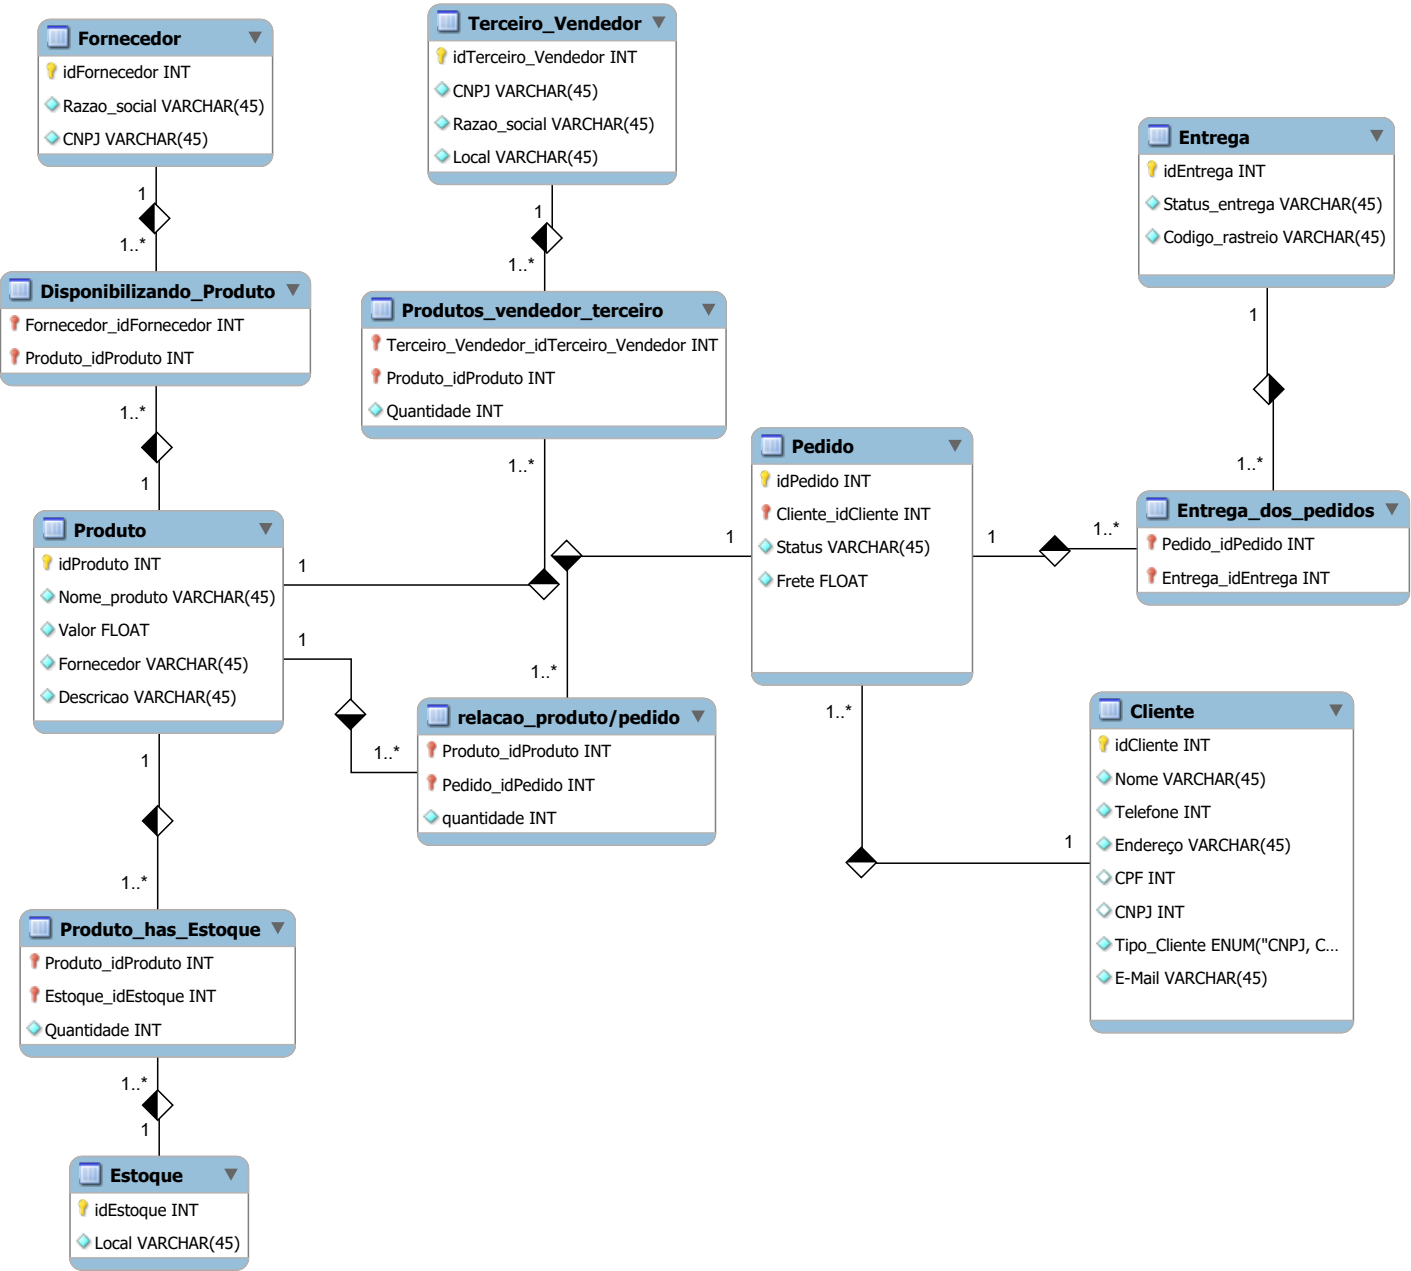 Fornecedor
idFornecedor INT
Razao_social VARCHAR(45)
CNPJ VARCHAR(45)
1
1..*
Disponibilizando_Produto
Fornecedor_idFornecedor INT
Produto_idProduto INT
1..*
1
Terceiro_Vendedor
idTerceiro_Vendedor INT
CNPJ VARCHAR(45)
Razao_social VARCHAR(45)
Local VARCHAR(45)
1
1..*
Produtos_vendedor_terceiro
Terceiro_Vendedor_idTerceiro_Vendedor INT
Produto_idProduto INT
Quantidade INT
1..*
1
Entrega
idEntrega INT
Status_entrega VARCHAR(45)
Codigo_rastreio VARCHAR(45)
1
1..*
Entrega_dos_pedidos
Pedido_idPedido INT
Entrega_idEntrega INT
1..*
1
Pedido
idPedido INT
Cliente_idCliente INT
Status VARCHAR(45)
Frete FLOAT
1
1..*
1..*
1
Produto
idProduto INT
Nome_produto VARCHAR(45)
Valor FLOAT
Fornecedor VARCHAR(45)
Descricao VARCHAR(45)
1
1..*
relacao_produto/pedido
Produto_idProduto INT
Pedido_idPedido INT
quantidade INT
Cliente
idCliente INT
Nome VARCHAR(45)
Telefone INT
Endereço VARCHAR(45)
CPF INT
CNPJ INT
Tipo_Cliente ENUM("CNPJ, C...
E-Mail VARCHAR(45)
1
1..*
Produto_has_Estoque
Produto_idProduto INT
Estoque_idEstoque INT
Quantidade INT
1..*
1
Estoque
idEstoque INT
Local VARCHAR(45)